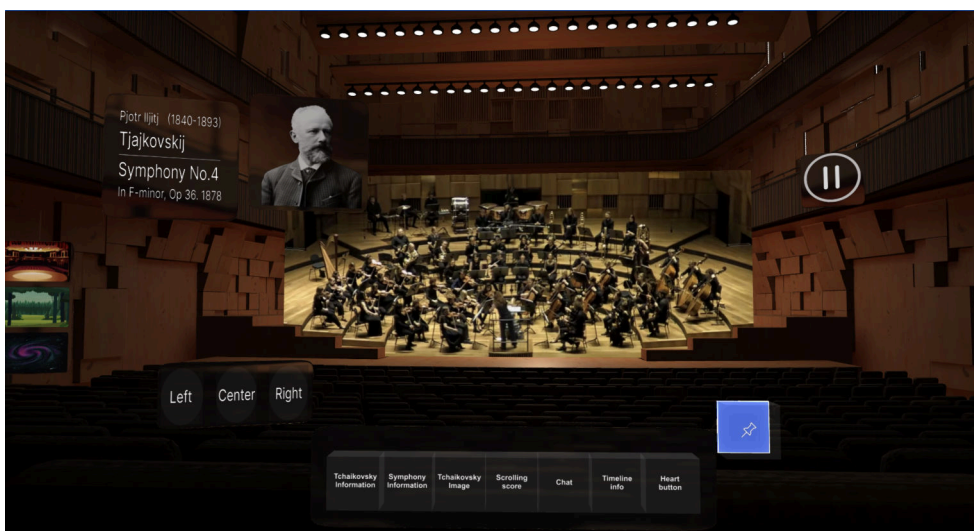 Pjotr Iljitj (1840-1893)
Tjajkovskij
Symphony No.4
In F-minor, Op 36. 1878
Left Center Right
Tchaikovsky Information
Symphony Information
Tchaikovsky Image
Scrolling score
Chat
Timeline info
Heart button